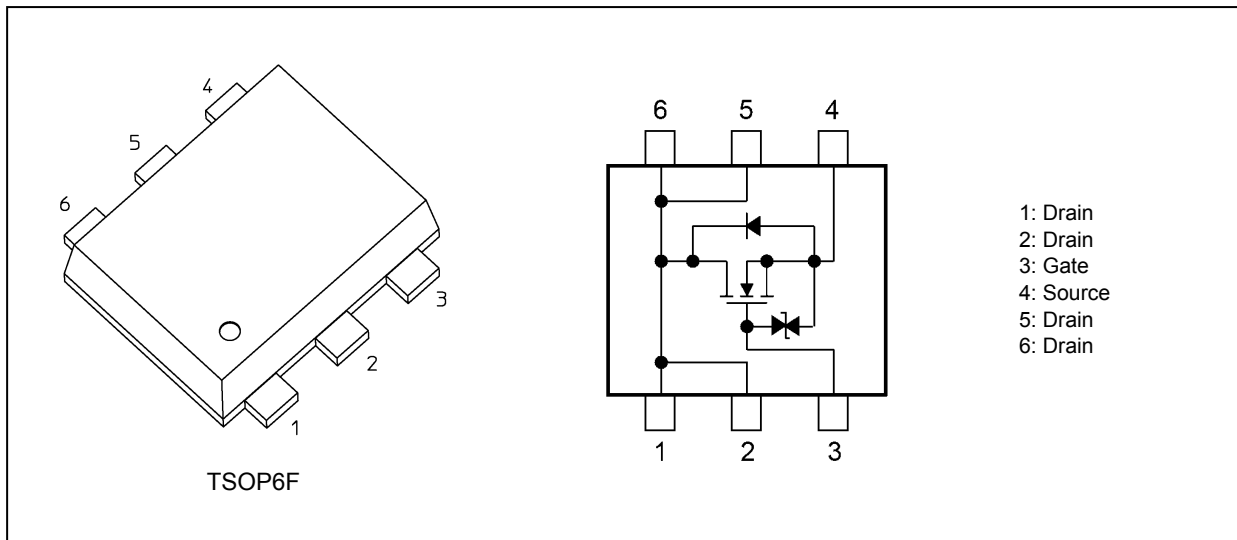 4
5
6
3
2
1
TSOP6F
6 5 4
1 2 3
1: Drain
2: Drain
3: Gate
4: Source
5: Drain
6: Drain